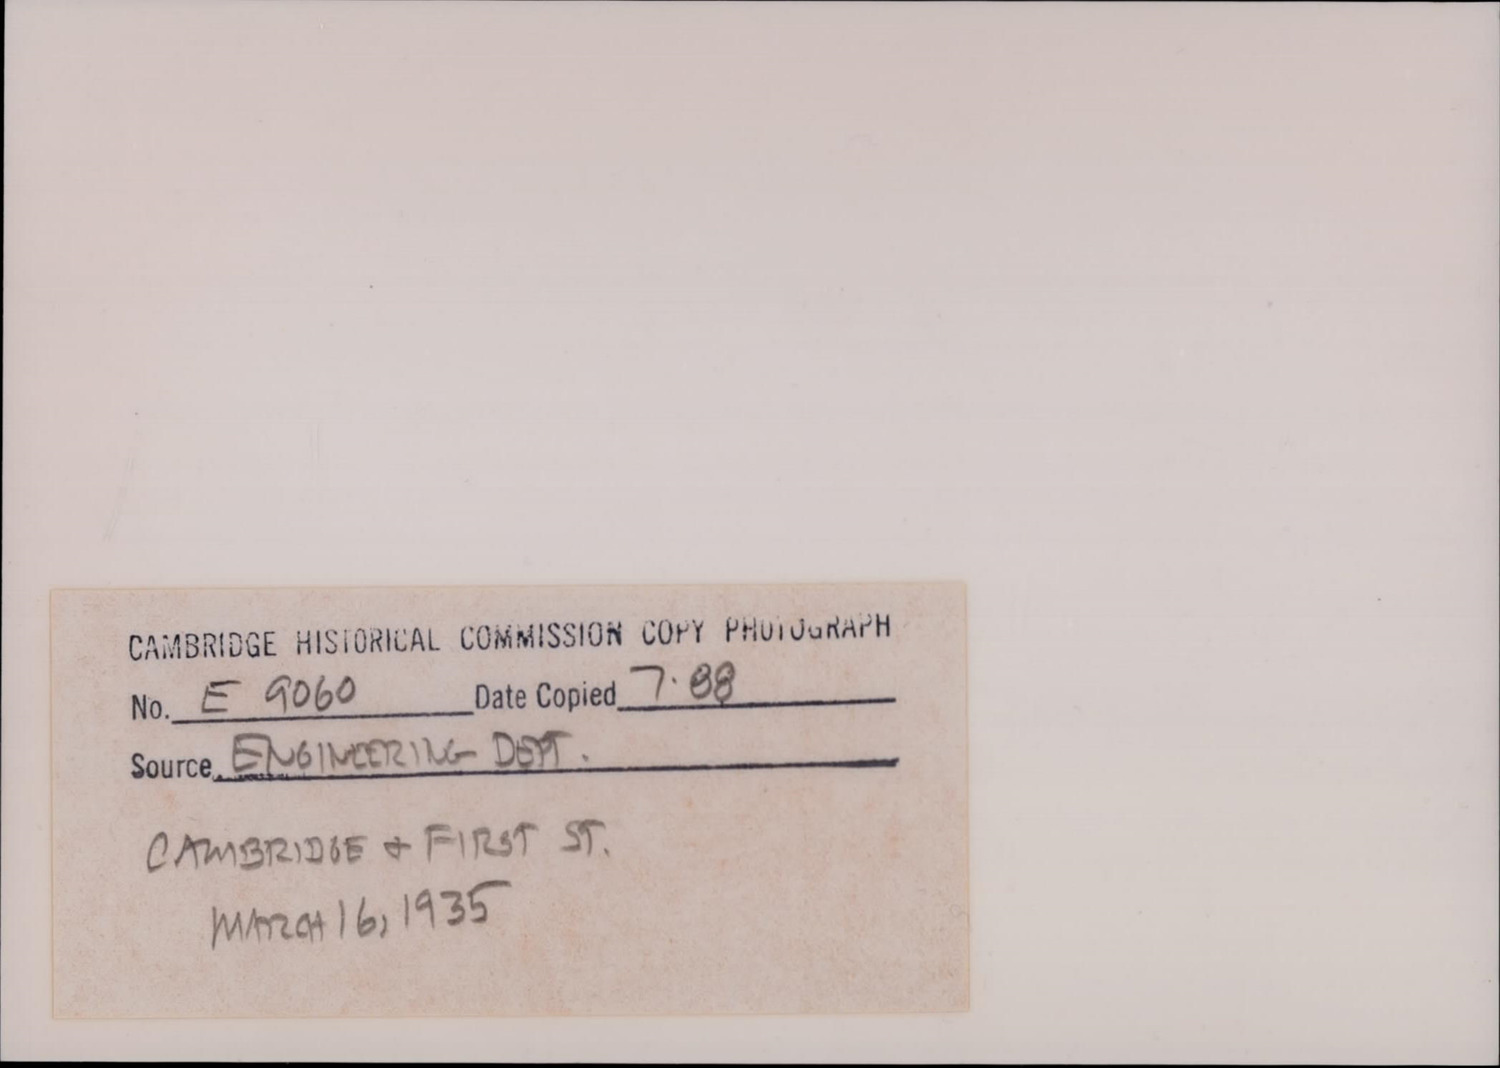 CAMBRIDGE HISTORICAL COMMISSION COPY PHOTOGRAPH
No. E 9060 Date Copied 7.88
Source ENGINEERING DEPT.
CAMBRIDGE & FIRST ST.
MARCH 16, 1935